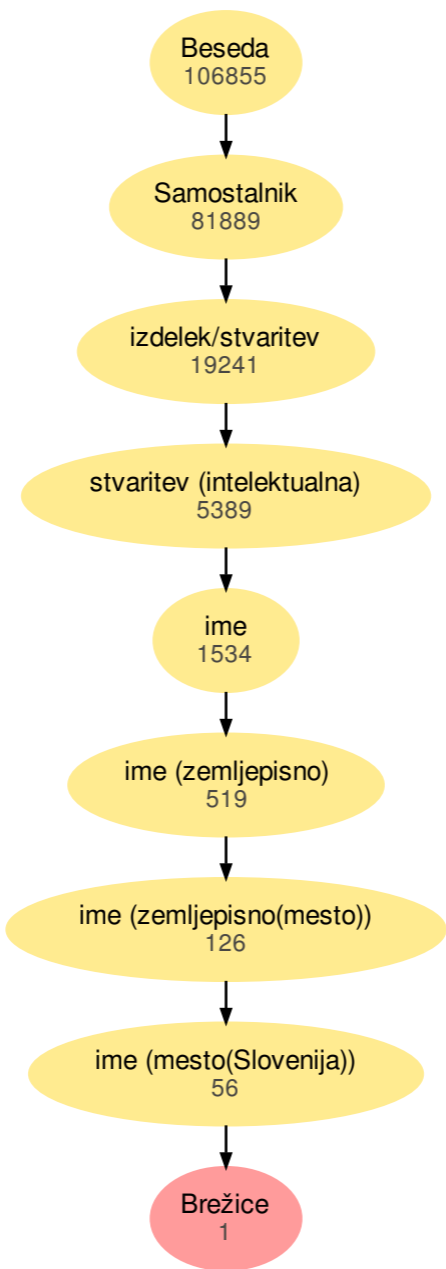 Beseda
106855
Samostalnik
81889
izdelek/stvaritev
19241
stvaritev (intelektualna)
5389
ime
1534
ime (zemljepisno)
519
ime (zemljepisno(mesto))
126
ime (mesto(Slovenija))
56
Brežice
1